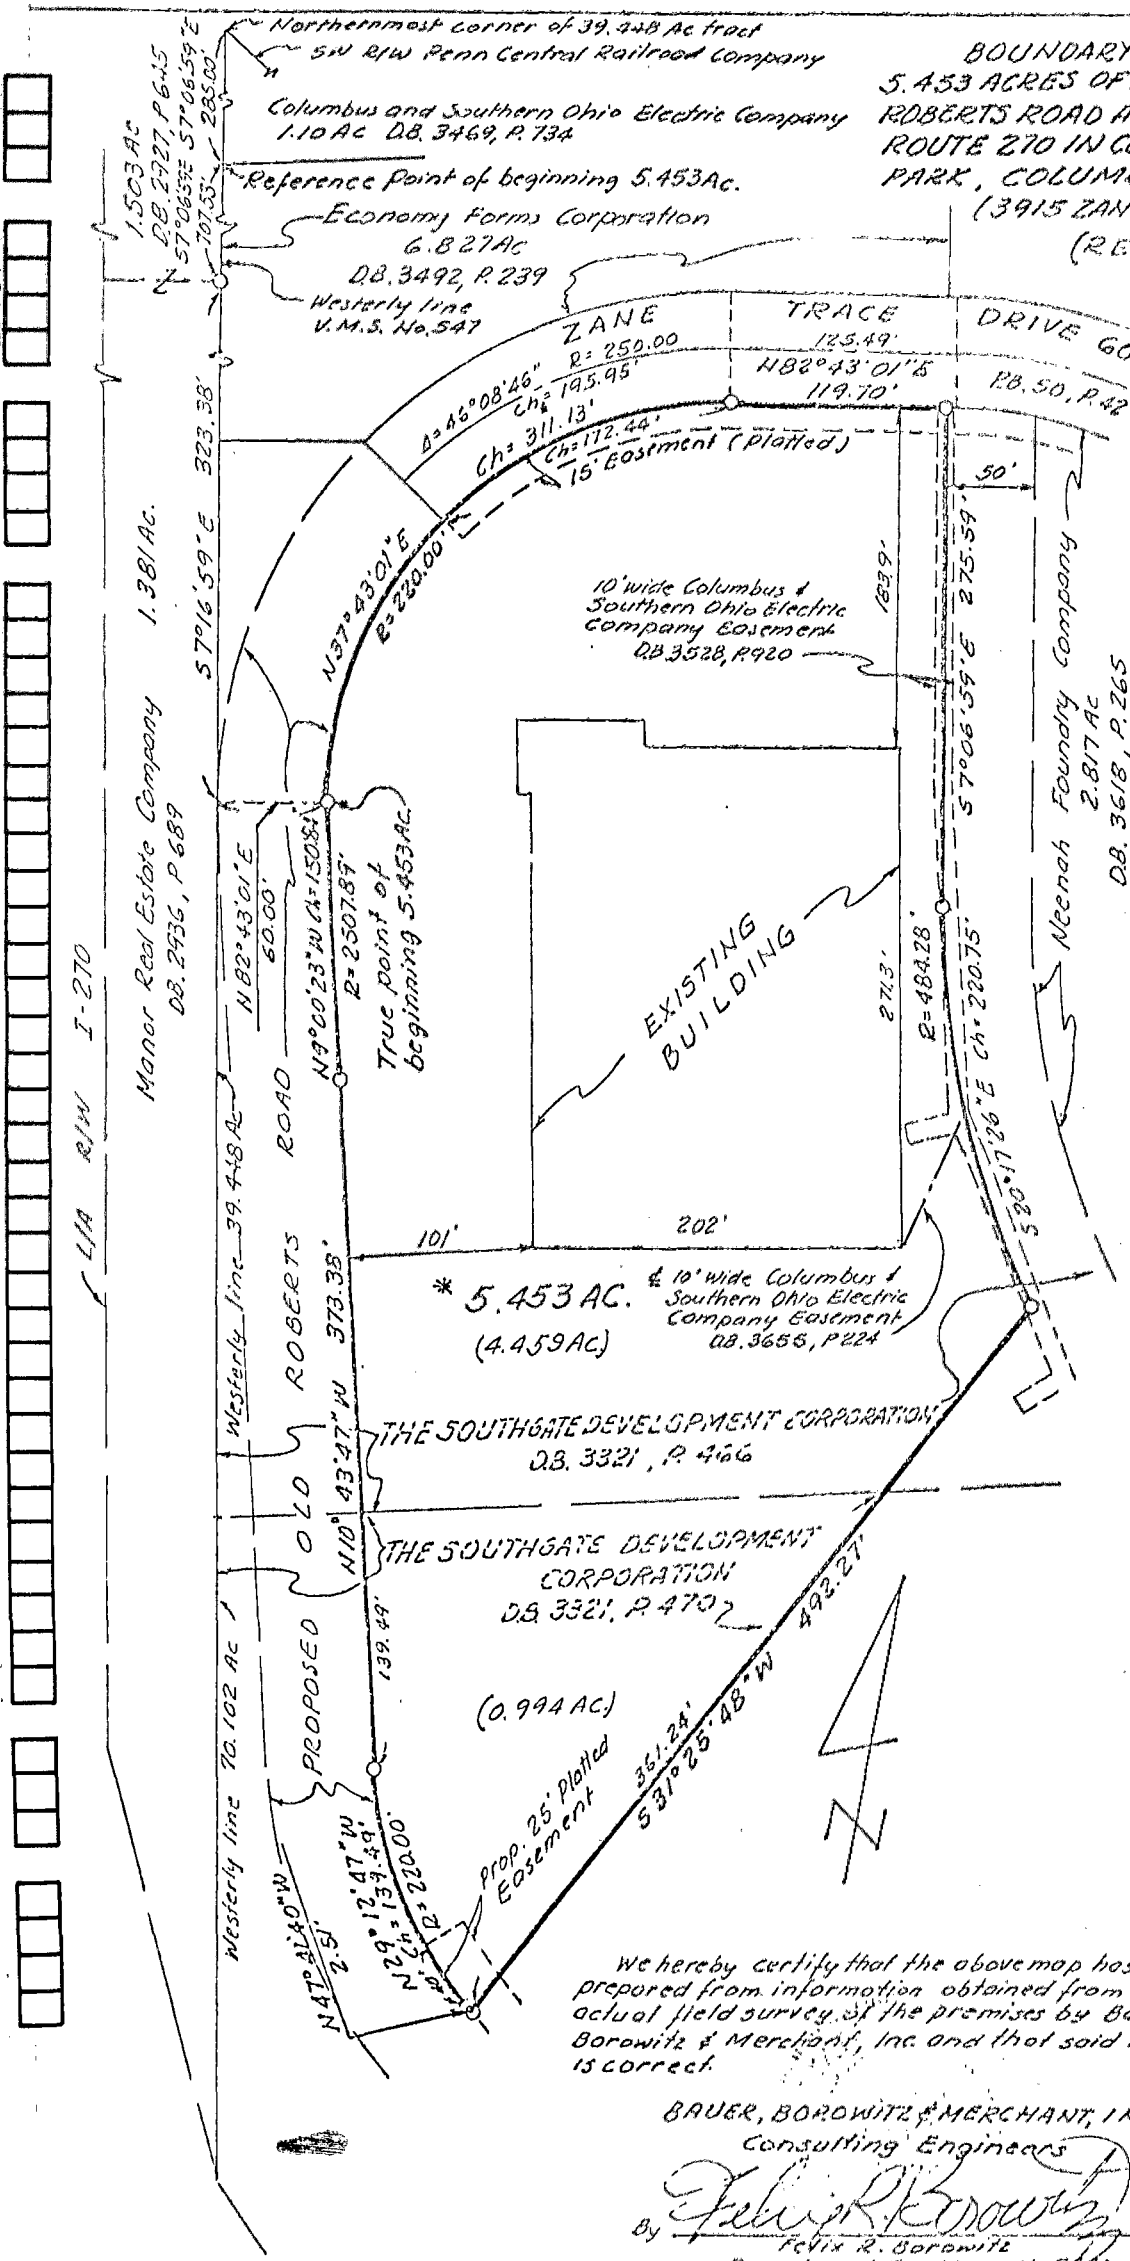 Northernmost corner of 39.448 Ac tract
SW R/W Penn Central Railroad Company
Columbus and Southern Ohio Electric Company
1.10 Ac D.B. 3469, P. 734
Reference Point of beginning 5.453Ac.
Economy Forms Corporation
6.827Ac
D.B. 3492, P. 239
Westerly line
V.M.S. No. 547
BOUNDARY
5.453 ACRES OF
ROBERTS ROAD A
ROUTE 270 IN C
PARK, COLUM
(3915 ZAN
(RE
1.503 Ac
D.B. 2927, P 645
S7°06'59"E
707.53'
S7°06'59"E
285.00'
ZANE TRACE DRIVE 60
R= 250.00
Δ=46°08'46"
Ch= 195.95'
125.49'
N82°43'01"E
119.70'
P.B. 50, P. 42
Ch= 311.13'
Ch=172.44'
15' Easement (Platted)
N37°43'01"E
R=220.00'
S7°16'59"E 323.38'
1.381 Ac.
Manor Real Estate Company
DB. 2936, P 689
L/A R/W I-270
50'
183.9'
10' wide Columbus &
Southern Ohio Electric
Company Easement
D.B 3528, P.920
S7°06'59"E 275.59'
Neenah Foundry Company
2.817 Ac
D.B. 3618, P. 265
N82°43'01"E
60.00'
N9°00'23"W Ch=150.84'
R= 2507.89'
True point of
beginning 5.453Ac.
EXISTING
BUILDING
271.3'
R=484.28'
S20°17'26"E Ch= 220.75'
Westerly line 39.448 Ac
PROPOSED OLD ROBERTS ROAD
101'
202'
* 5.453 AC.
(4.459 Ac)
℄ 10' wide Columbus &
Southern Ohio Electric
Company Easement
D.B. 3655, P 224
N10° 43'47"W 373.38'
THE SOUTHGATE DEVELOPMENT CORPORATION
D.B. 3321, P. 466
THE SOUTHGATE DEVELOPMENT
CORPORATION
D.B. 3321, P. 470
492.27'
139.49'
(0.994 AC.)
361.24'
S31°25'48"W
Prop. 25' Platted
Easement
Westerly line 70.102 Ac
2.51'
N29°12'47"W
Ch= 139.49'
R= 220.00'
We hereby certify that the above map has
prepared from information obtained from
actual field survey of the premises by Ba
Borowitz & Merchant, Inc. and that said
is correct.
BAUER, BOROWITZ & MERCHANT, IN
Consulting Engineers
By Felix R. Borowitz
Felix R. Borowitz